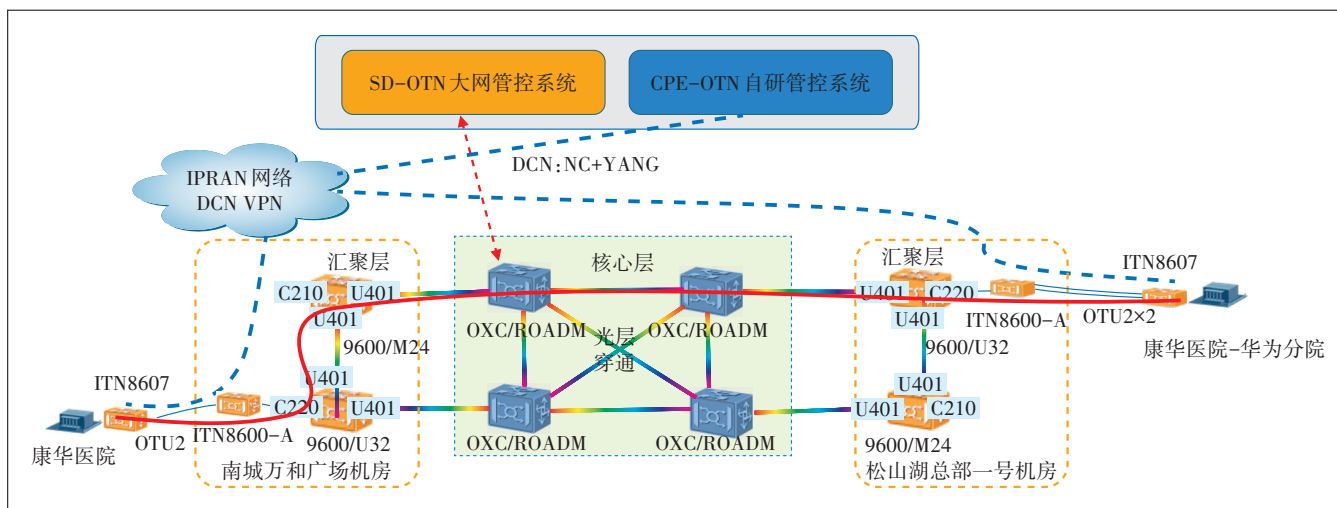 SD-OTN大网管控系统
CPE-OTN自研管控系统
DCN:NC+YANG
IPRAN网络
DCN VPN
汇聚层
核心层
汇聚层
ITN8607
C210
U401
U401
C220
U401
OXC/ROADM
OXC/ROADM
U401
ITN8600-A
OTU2×2
9600/M24
光层
穿通
9600/U32
康华医院-华为分院
ITN8607
U401
U401
C220
U401
U401
C210
康华医院
OTU2
ITN8600-A
9600/U32
OXC/ROADM
OXC/ROADM
9600/M24
南城万和广场机房
松山湖总部一号机房